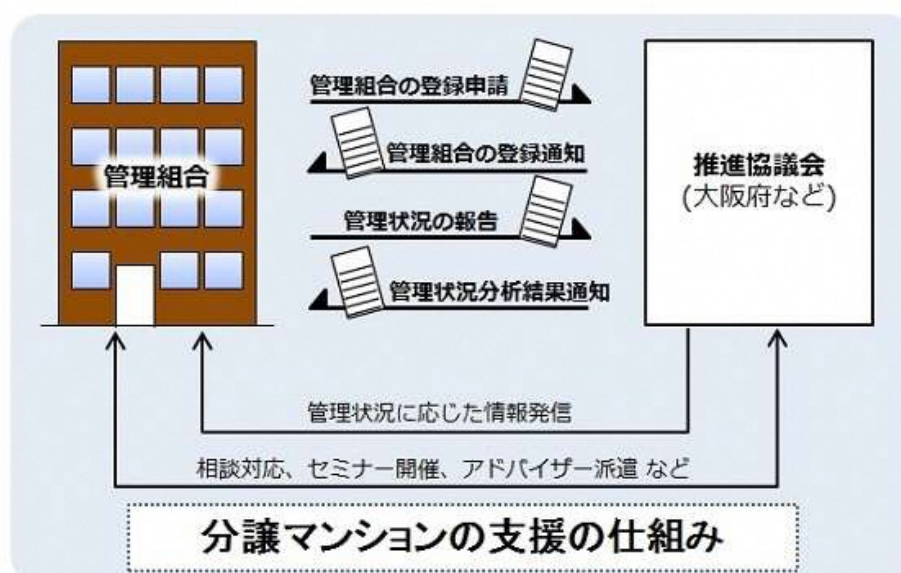 管理組合の登録申請
管理組合の登録通知
管理組合
推進協議会
(大阪府など)
管理状況の報告
管理状況分析結果通知
管理状況に応じた情報発信
相談対応、セミナー開催、アドバイザー派遣 など
分譲マンションの支援の仕組み